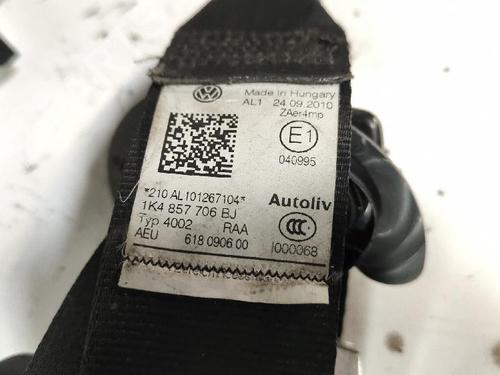 Made in Hungary
AL1 24.09.2010
ZAer4mp
E1
040995
*210 AL101267104*
1K4 857 706 BJ
Autoliv
Typ 4002 RAA
AEU 618 0906 00
CCC
I000068